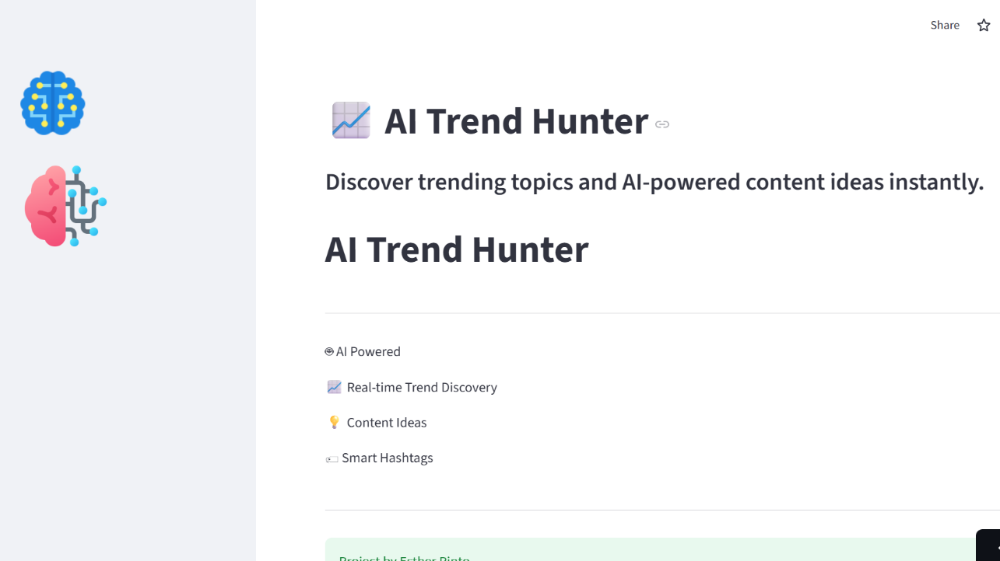 Share
AI Trend Hunter
Discover trending topics and AI-powered content ideas instantly.
AI Trend Hunter
AI Powered
Real-time Trend Discovery
Content Ideas
Smart Hashtags
Project by Esther Pinto